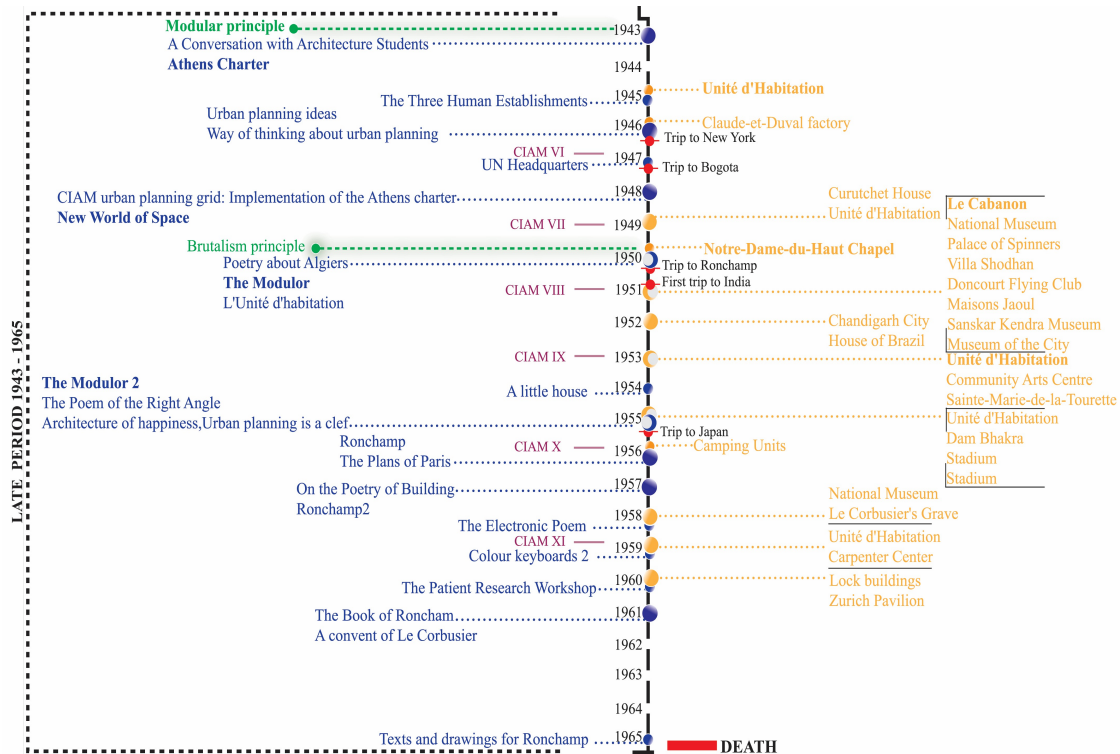 LATE PERIOD 1943 - 1965
Modular principle
1943
A Conversation with Architecture Students
Athens Charter
1944
Unité d'Habitation
1945
The Three Human Establishments
Urban planning ideas
1946
Claude-et-Duval factory
Way of thinking about urban planning
Trip to New York
CIAM VI
1947
UN Headquarters
Trip to Bogota
1948
CIAM urban planning grid: Implementation of the Athens charter
New World of Space
Curutchet House
Unité d'Habitation
CIAM VII
1949
Le Cabanon
National Museum
Palace of Spinners
Villa Shodhan
Doncourt Flying Club
Maisons Jaoul
Sanskar Kendra Museum
Museum of the City
Brutalism principle
Notre-Dame-du-Haut Chapel
1950
Poetry about Algiers
Trip to Ronchamp
The Modulor
First trip to India
L'Unité d'habitation
CIAM VIII
1951
1952
Chandigarh City
House of Brazil
CIAM IX
1953
Unité d'Habitation
Community Arts Centre
Sainte-Marie-de-la-Tourette
The Modulor 2
1954
A little house
The Poem of the Right Angle
Architecture of happiness,Urban planning is a clef
1955
Unité d'Habitation
Dam Bhakra
Stadium
Stadium
Trip to Japan
Ronchamp
CIAM X
1956
Camping Units
The Plans of Paris
1957
On the Poetry of Building
Ronchamp2
National Museum
Le Corbusier's Grave
1958
The Electronic Poem
CIAM XI
1959
Unité d'Habitation
Carpenter Center
Colour keyboards 2
1960
Lock buildings
Zurich Pavilion
The Patient Research Workshop
1961
The Book of Roncham
A convent of Le Corbusier
1962
1963
1964
1965
Texts and drawings for Ronchamp
DEATH